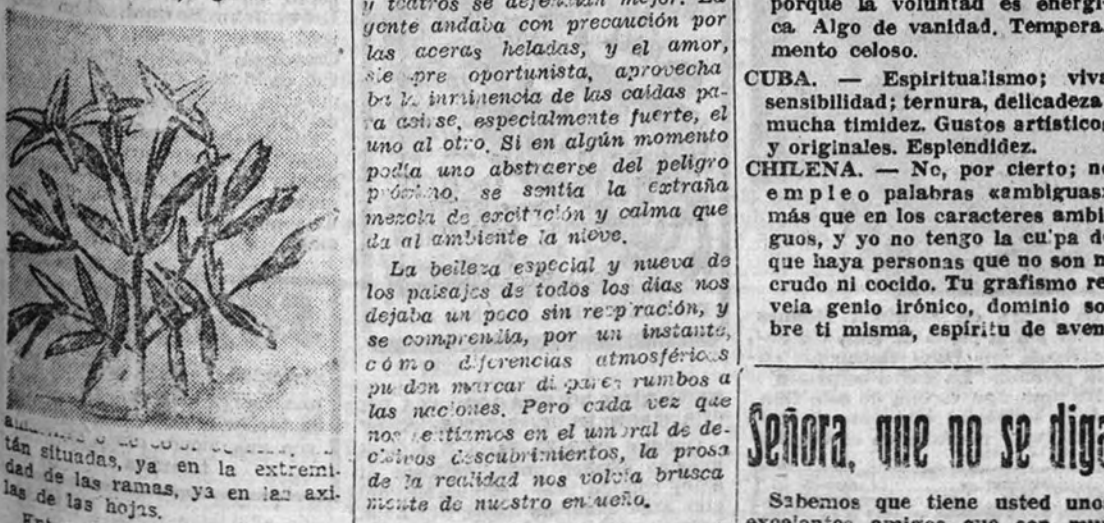 tán situadas, ya en la extremi-
dad de las ramas, ya en las axi-
las de las hojas.
y teatros se defendían mejor. La
gente andaba con precaución por
las aceras heladas, y el amor,
siempre oportunista, aprovecha
ba la inminencia de las caídas pa-
ra asirse, especialmente fuerte, el
uno al otro. Si en algún momento
podía uno abstraerse del peligro
próximo, se sentía la extraña
mezcla de excitación y calma que
da al ambiente la nieve.
La belleza especial y nueva de
los paisajes de todos los días nos
dejaba un poco sin respiración, y
se comprendía, por un instante,
cómo diferencias atmosféricas
pueden marcar dispares rumbos a
las naciones. Pero cada vez que
nos sentíamos en el umbral de de-
cisivos descubrimientos, la prosa
de la realidad nos volvía brusca
mente de nuestro ensueño.
porque la voluntad es enérgi-
ca. Algo de vanidad. Tempera-
mento celoso.
CUBA. — Espiritualismo; viva
sensibilidad; ternura, delicadeza
mucha timidez. Gustos artísticos
y originales. Esplendidez.
CHILENA. — No, por cierto; no
empleo palabras «ambiguas»
más que en los caracteres ambi
guos, y yo no tengo la culpa de
que haya personas que no son ni
crudo ni cocido. Tu grafismo re
vela genio irónico, dominio so
bre ti misma, espíritu de aven
Señora, que no se diga
Sabemos que tiene usted uno
excelentes amigos que son muy